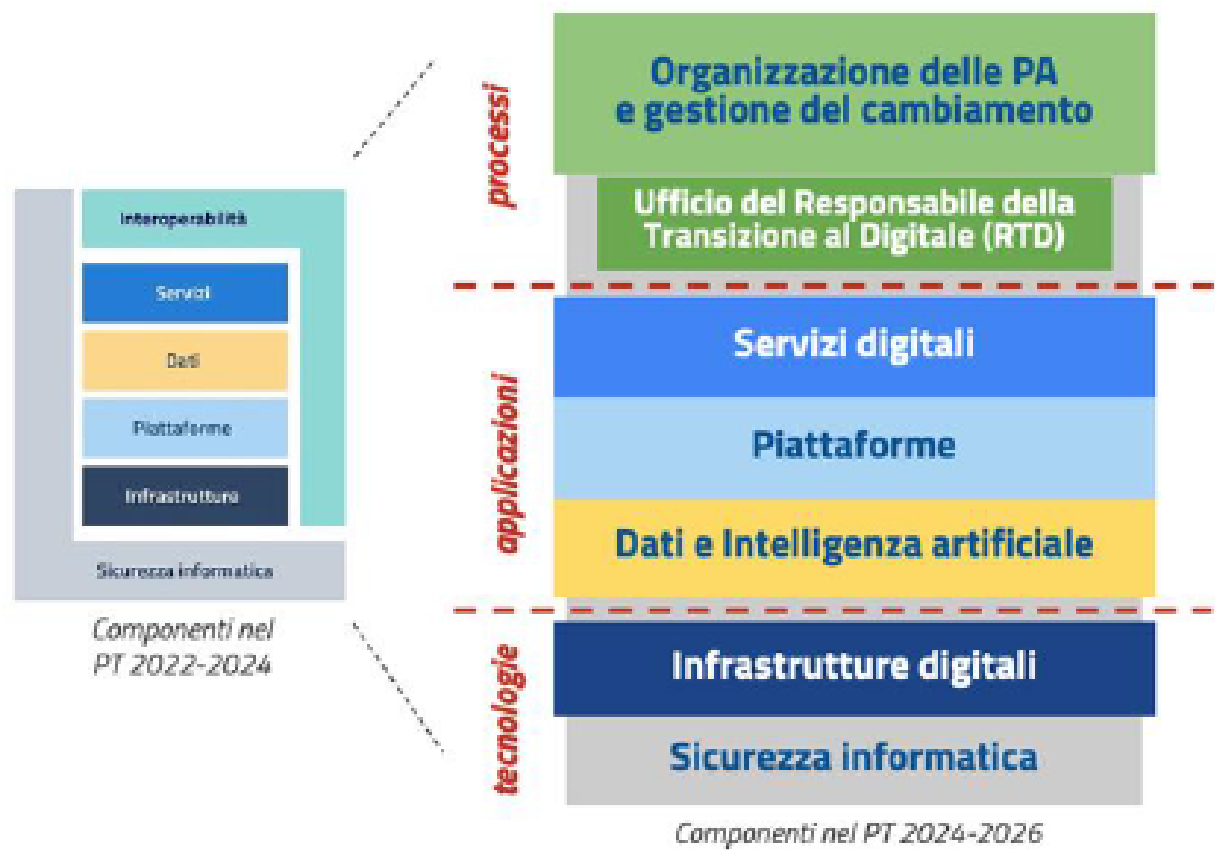 Interoperabilità
Servizi
Dati
Piattaforme
Infrastrutture
Sicurezza informatica
Componenti nel
PT 2022-2024
processi
Organizzazione delle PA
e gestione del cambiamento
Ufficio del Responsabile della
Transizione al Digitale (RTD)
applicazioni
Servizi digitali
Piattaforme
Dati e Intelligenza artificiale
tecnologie
Infrastrutture digitali
Sicurezza informatica
Componenti nel PT 2024-2026